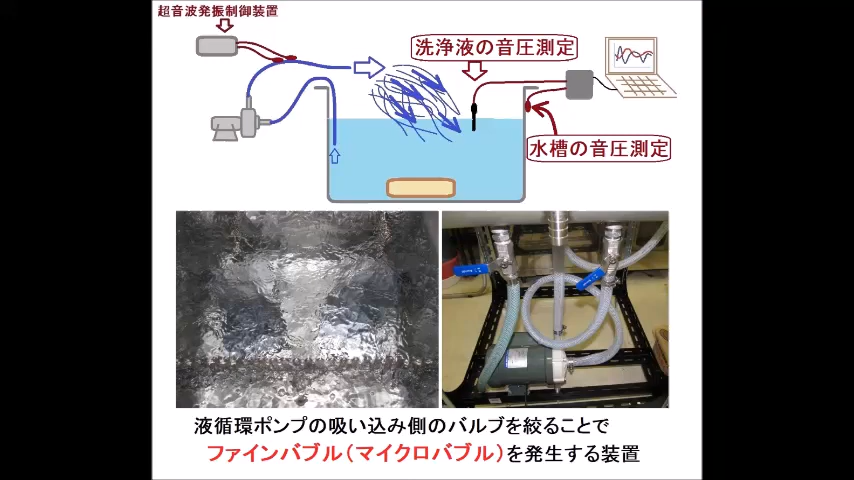 超音波発振制御装置
洗浄液の音圧測定
水槽の音圧測定
液循環ポンプの吸い込み側のバルブを絞ることで
ファインバブル（マイクロバブル）を発生する装置